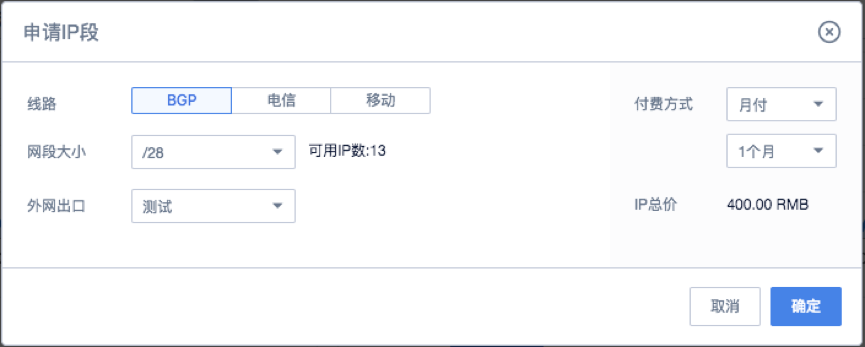 申请IP段
线路 BGP 电信 移动
网段大小 /28 可用IP数:13
外网出口 测试
付费方式 月付
1个月
IP总价 400.00 RMB
取消 确定